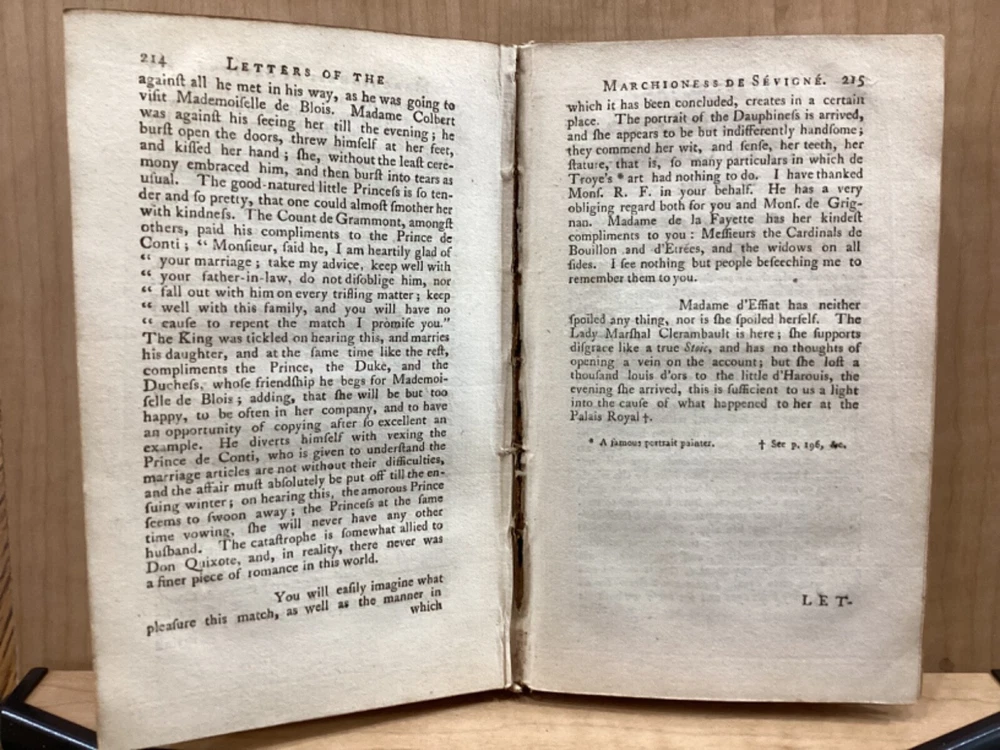 214 LETTERS OF THE
againſt all he met in his way, as he was going to
viſit Mademoiſelle de Blois. Madame Colbert
was againſt his ſeeing her till the evening; he
burſt open the doors, threw himſelf at her feet,
and kiſſed her hand; ſhe, without the leaſt cere-
mony embraced him, and then burſt into tears as
uſual. The good-natured little Princeſs is ſo ten-
der and ſo pretty, that one could almoſt ſmother her
with kindneſs. The Count de Grammont, amongſt
others, paid his compliments to the Prince de
Conti; “ Monſieur, ſaid he, I am heartily glad of
“ your marriage; take my advice, keep well with
“ your father-in-law, do not diſoblige him, nor
“ fall out with him on every trifling matter; keep
“ well with this family, and you will have no
“ cauſe to repent the match I promiſe you.”
The King was tickled on hearing this, and marries
his daughter, and at the ſame time like the reſt,
compliments the Prince, the Duke, and the
Ducheſs, whoſe friendſhip he begs for Mademoi-
ſelle de Blois; adding, that ſhe will be but too
happy, to be often in her company, and to have
an opportunity of copying after ſo excellent an
example. He diverts himſelf with vexing the
Prince de Conti, who is given to underſtand the
marriage articles are not without their difficulties,
and the affair muſt abſolutely be put off till the en-
ſuing winter; on hearing this, the amorous Prince
ſeems to ſwoon away; the Princeſs at the ſame
time vowing, ſhe will never have any other
huſband. The cataſtrophe is ſomewhat allied to
Don Quixote, and, in reality, there never was
a finer piece of romance in this world.
You will eaſily imagine what
pleaſure this match, as well as the manner in
which
MARCHIONESS DE SÉVIGNÉ. 215
which it has been concluded, creates in a certain
place. The portrait of the Dauphineſs is arrived,
and ſhe appears to be but indifferently handſome;
they commend her wit, and ſenſe, her teeth, her
ſtature, that is, ſo many particulars in which de
Troye's * art had nothing to do. I have thanked
Monſ. R. F. in your behalf. He has a very
obliging regard both for you and Monſ. de Grig-
nan. Madame de la Fayette has her kindeſt
compliments to you: Meſſieurs the Cardinals de
Bouillon and d'Etrées, and the widows on all
ſides. I ſee nothing but people beſeeching me to
remember them to you.
Madame d'Effiat has neither
ſpoiled any thing, nor is ſhe ſpoiled herſelf. The
Lady Marſhal Clerambault is here; ſhe ſupports
diſgrace like a true Stoic, and has no thoughts of
opening a vein on the account; but ſhe loſt a
thouſand louis d'ors to the little d'Harouis, the
evening ſhe arrived, this is ſufficient to us a light
into the cauſe of what happened to her at the
Palais Royal †.
* A famous portrait painter. † See p. 196, &c.
LET-